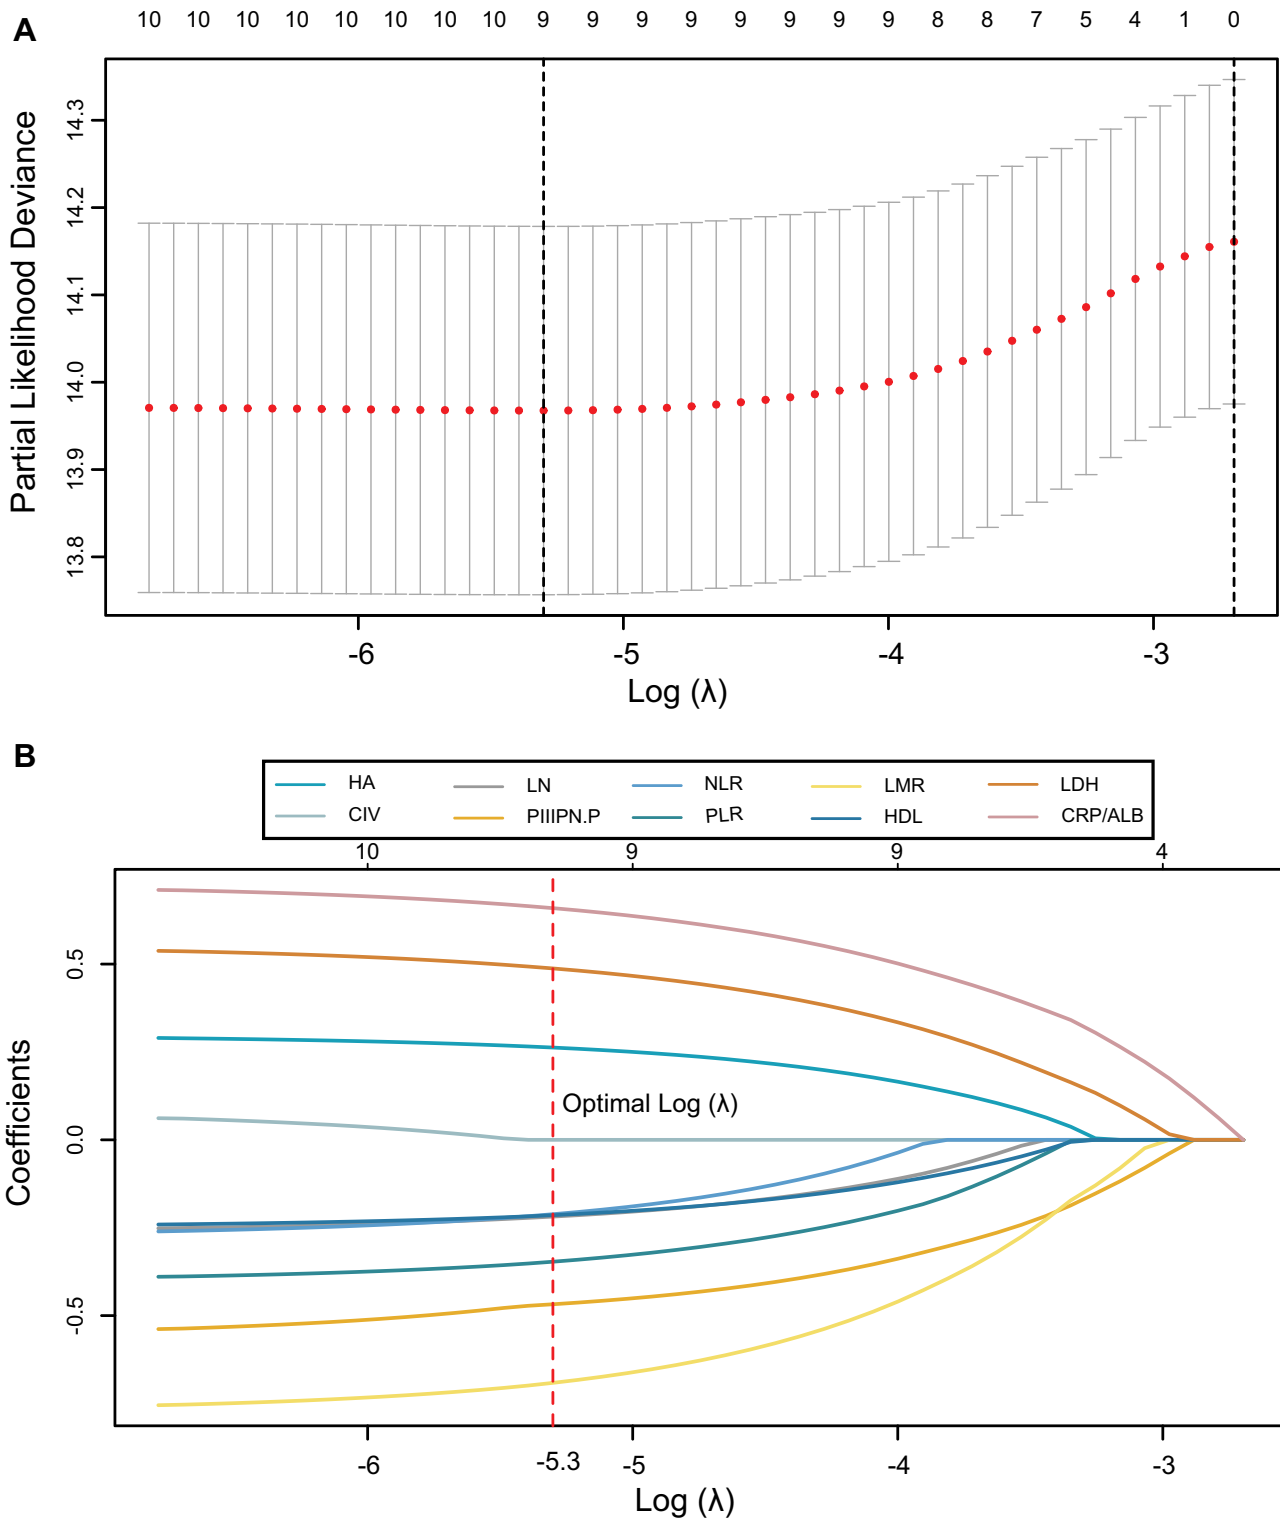 A
10 10 10 10 10 10 10 10 9 9 9 9 9 9 9 9 8 8 7 5 4 1 0
Partial Likelihood Deviance
14.3
14.2
14.1
14.0
13.9
13.8
-6 -5 -4 -3
Log (λ)
B
HA LN NLR LMR LDH
CIV PIIIPN.P PLR HDL CRP/ALB
10 9 9 4
Coefficients
0.5
0.0
-0.5
Optimal Log (λ)
-6 -5.3 -5 -4 -3
Log (λ)